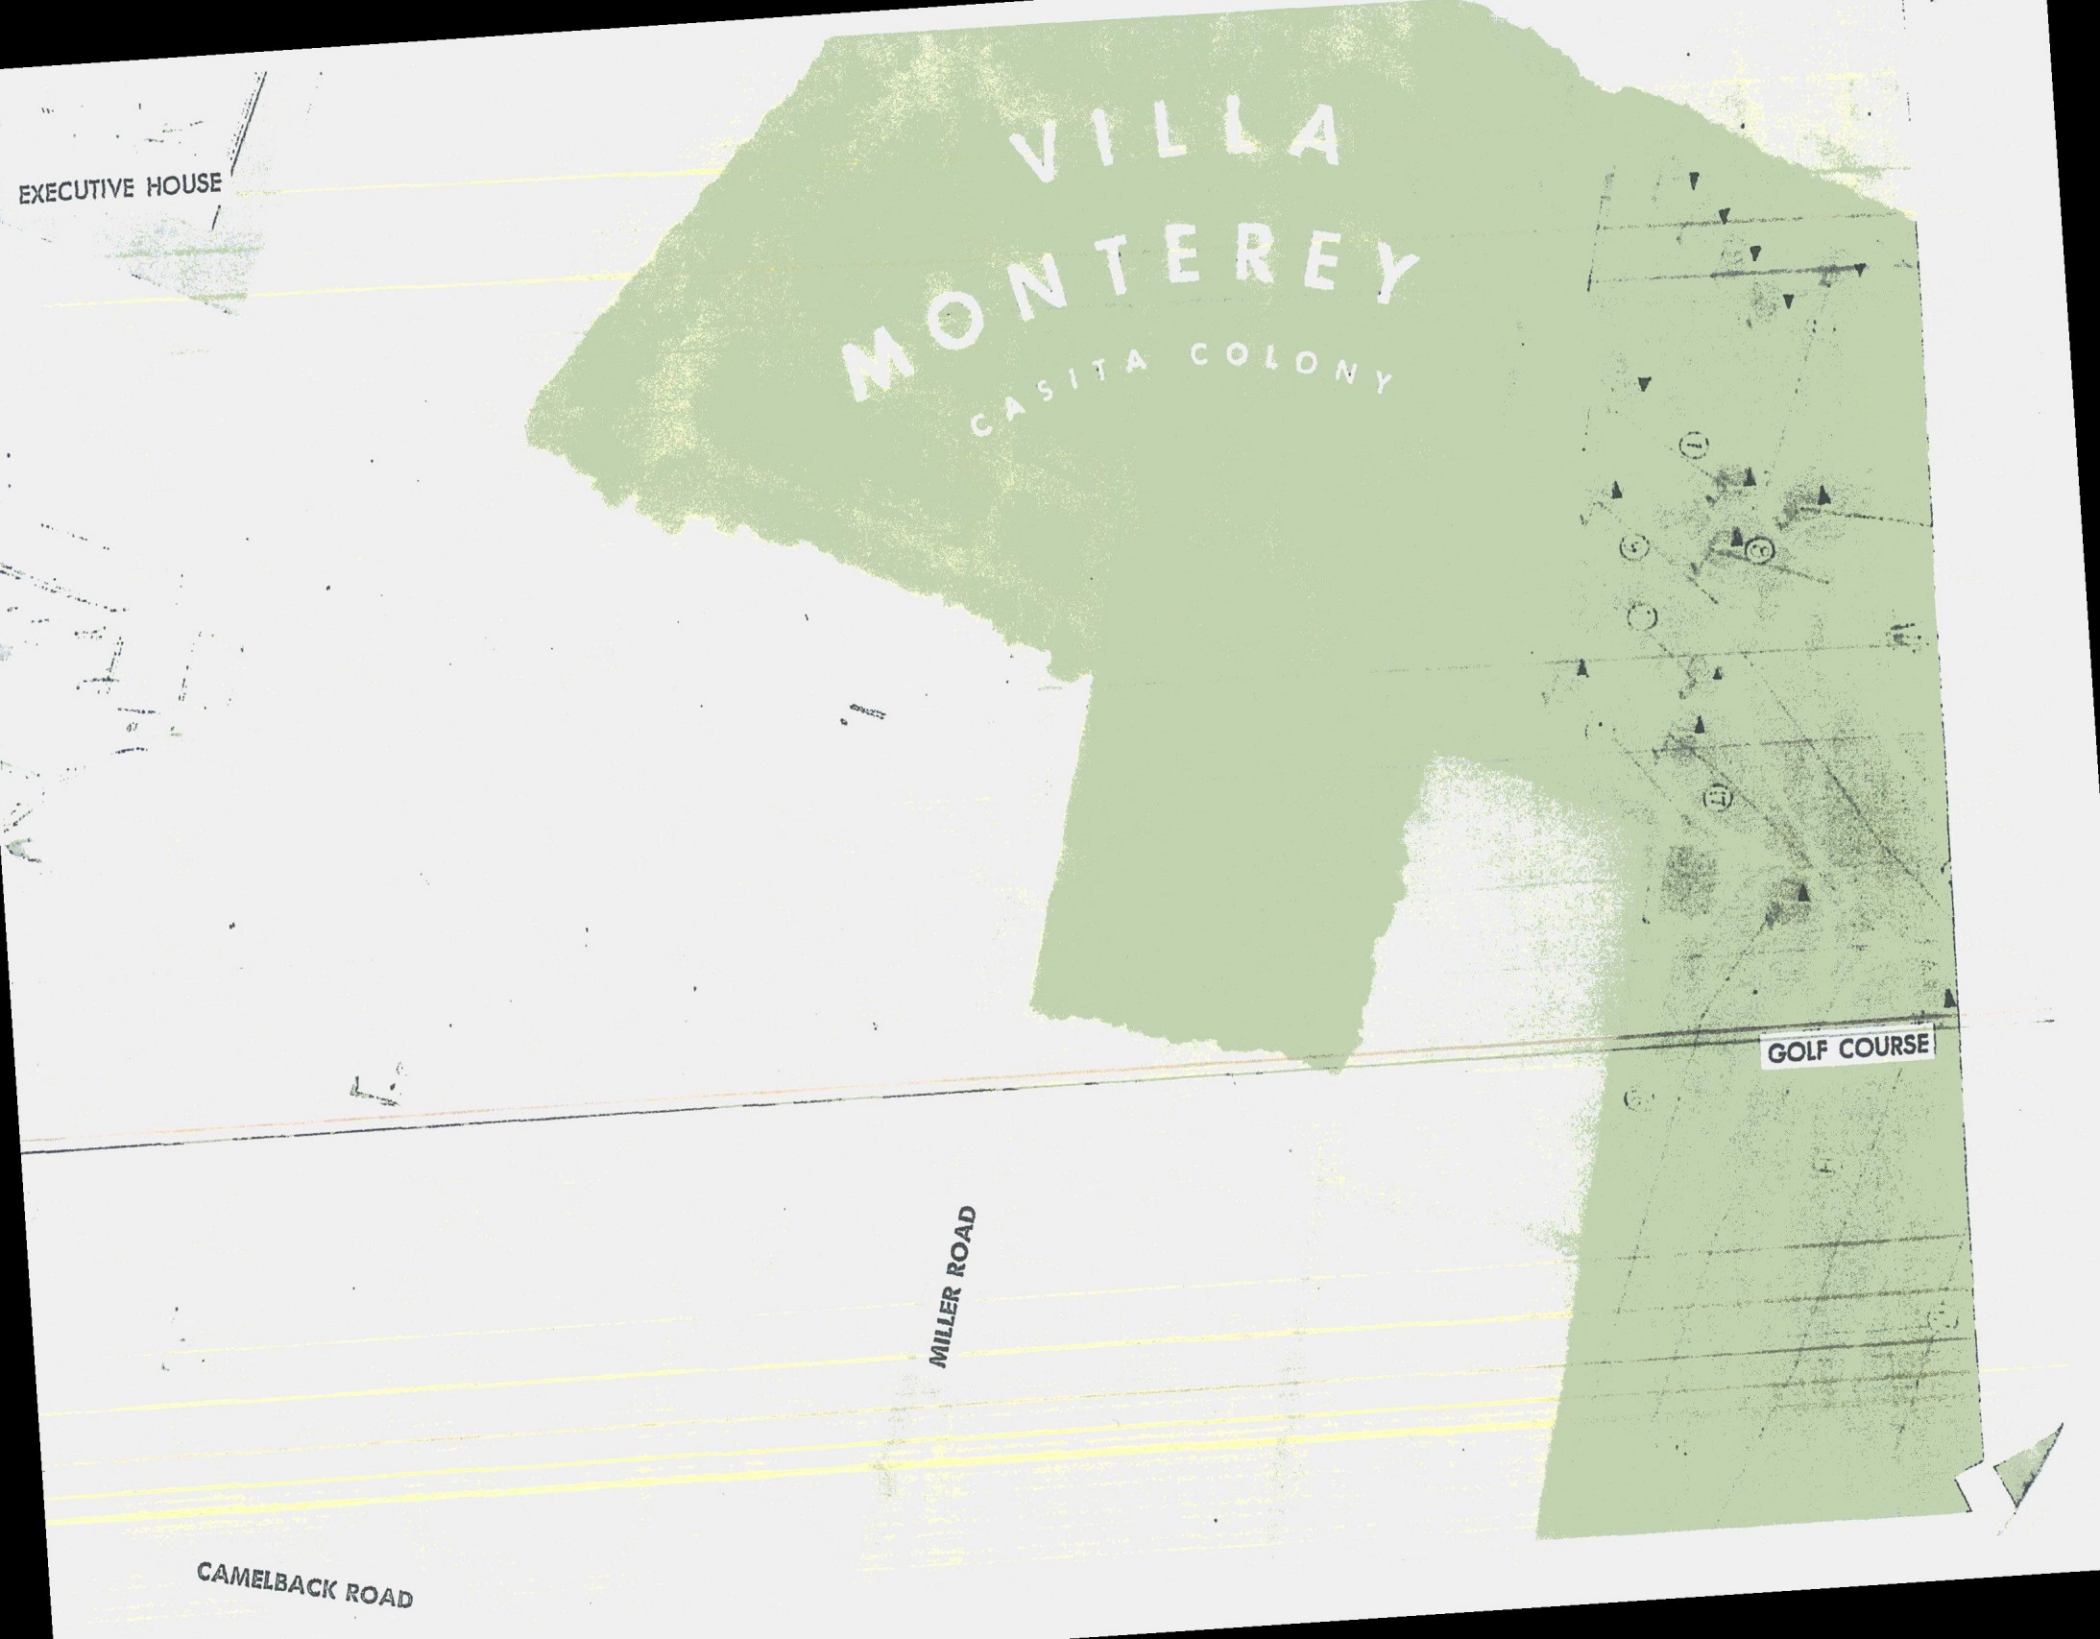 EXECUTIVE HOUSE
VILLA
MONTEREY
CASITA COLONY
GOLF COURSE
MILLER ROAD
CAMELBACK ROAD